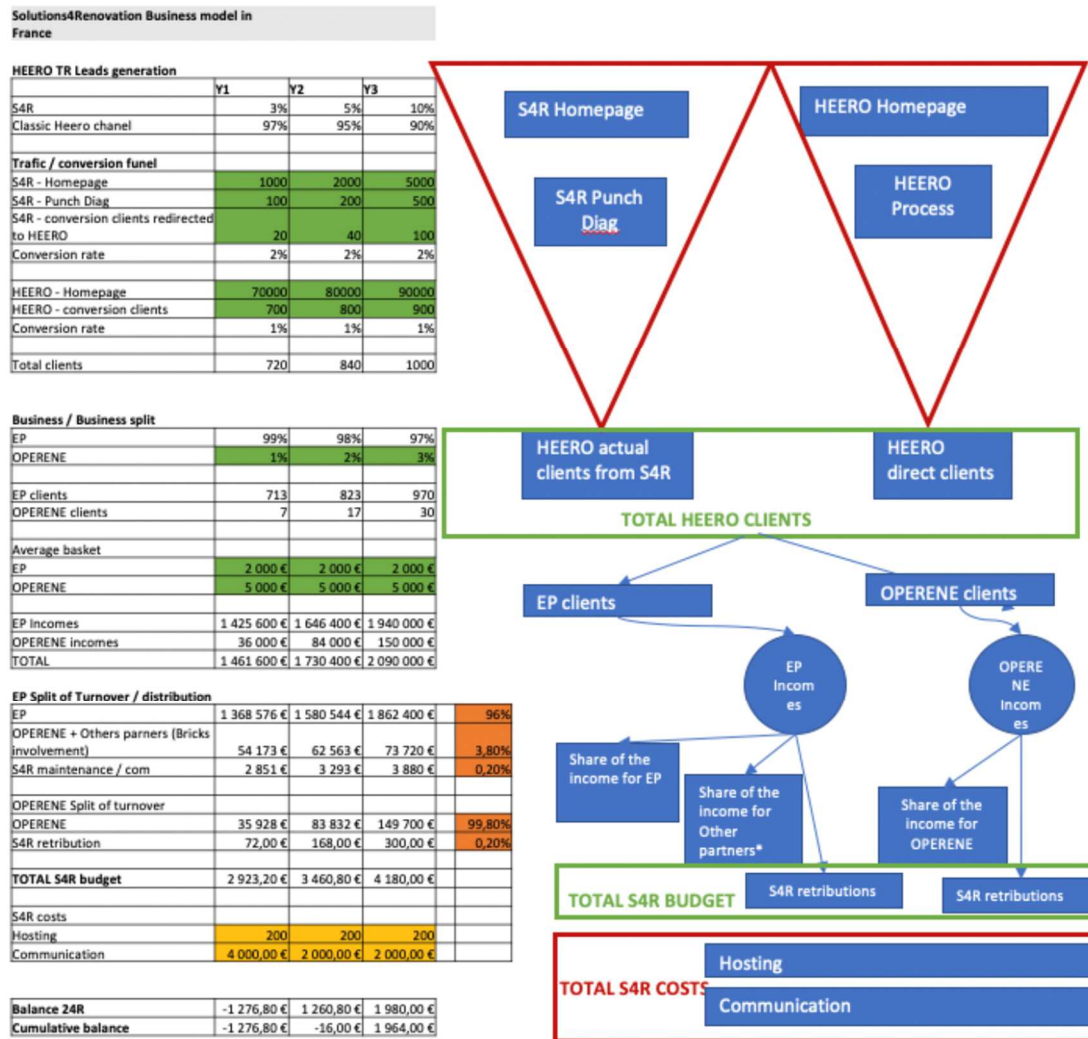 Solutions4Renovation Business model in
France
HEERO TR Leads generation
Y1 Y2 Y3
S4R 3% 5% 10%
Classic Heero chanel 97% 95% 90%
Trafic / conversion funel
S4R - Homepage 1000 2000 5000
S4R - Punch Diag 100 200 500
S4R - conversion clients redirected
to HEERO 20 40 100
Conversion rate 2% 2% 2%
HEERO - Homepage 70000 80000 90000
HEERO - conversion clients 700 800 900
Conversion rate 1% 1% 1%
Total clients 720 840 1000
Business / Business split
EP 99% 98% 97%
OPERENE 1% 2% 3%
EP clients 713 823 970
OPERENE clients 7 17 30
Average basket
EP 2 000 € 2 000 € 2 000 €
OPERENE 5 000 € 5 000 € 5 000 €
EP Incomes 1 425 600 € 1 646 400 € 1 940 000 €
OPERENE incomes 36 000 € 84 000 € 150 000 €
TOTAL 1 461 600 € 1 730 400 € 2 090 000 €
EP Split of Turnover / distribution
EP 1 368 576 € 1 580 544 € 1 862 400 € 96%
OPERENE + Others parners (Bricks
involvement) 54 173 € 62 563 € 73 720 € 3,80%
S4R maintenance / com 2 851 € 3 293 € 3 880 € 0,20%
OPERENE Split of turnover
OPERENE 35 928 € 83 832 € 149 700 € 99,80%
S4R retribution 72,00 € 168,00 € 300,00 € 0,20%
TOTAL S4R budget 2 923,20 € 3 460,80 € 4 180,00 €
S4R costs
Hosting 200 200 200
Communication 4 000,00 € 2 000,00 € 2 000,00 €
Balance 24R -1 276,80 € 1 260,80 € 1 980,00 €
Cumulative balance -1 276,80 € -16,00 € 1 964,00 €
S4R Homepage
HEERO Homepage
S4R Punch
Diag
HEERO
Process
HEERO actual
clients from S4R
HEERO
direct clients
TOTAL HEERO CLIENTS
EP clients
OPERENE clients
EP
Incom
es
OPERE
NE
Incom
es
Share of the
income for EP
Share of the
income for
Other
partners*
Share of the
income for
OPERENE
TOTAL S4R BUDGET
S4R retributions
S4R retributions
TOTAL S4R COSTS
Hosting
Communication